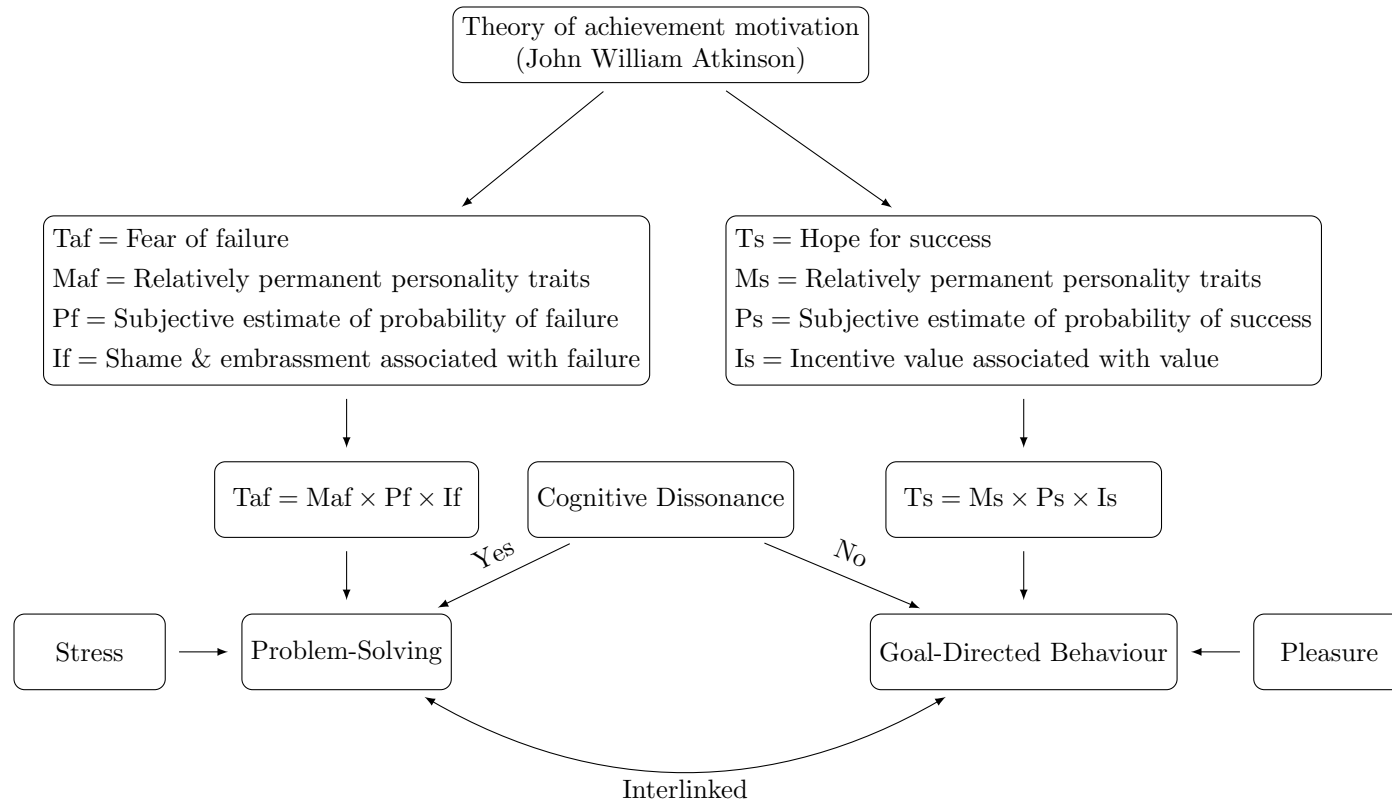 Theory of achievement motivation
(John William Atkinson)
Taf = Fear of failure
Maf = Relatively permanent personality traits
Pf = Subjective estimate of probability of failure
If = Shame & embrassment associated with failure
Ts = Hope for success
Ms = Relatively permanent personality traits
Ps = Subjective estimate of probability of success
Is = Incentive value associated with value
Taf = Maf × Pf × If
Cognitive Dissonance
Ts = Ms × Ps × Is
Yes
No
Stress
Problem-Solving
Goal-Directed Behaviour
Pleasure
Interlinked